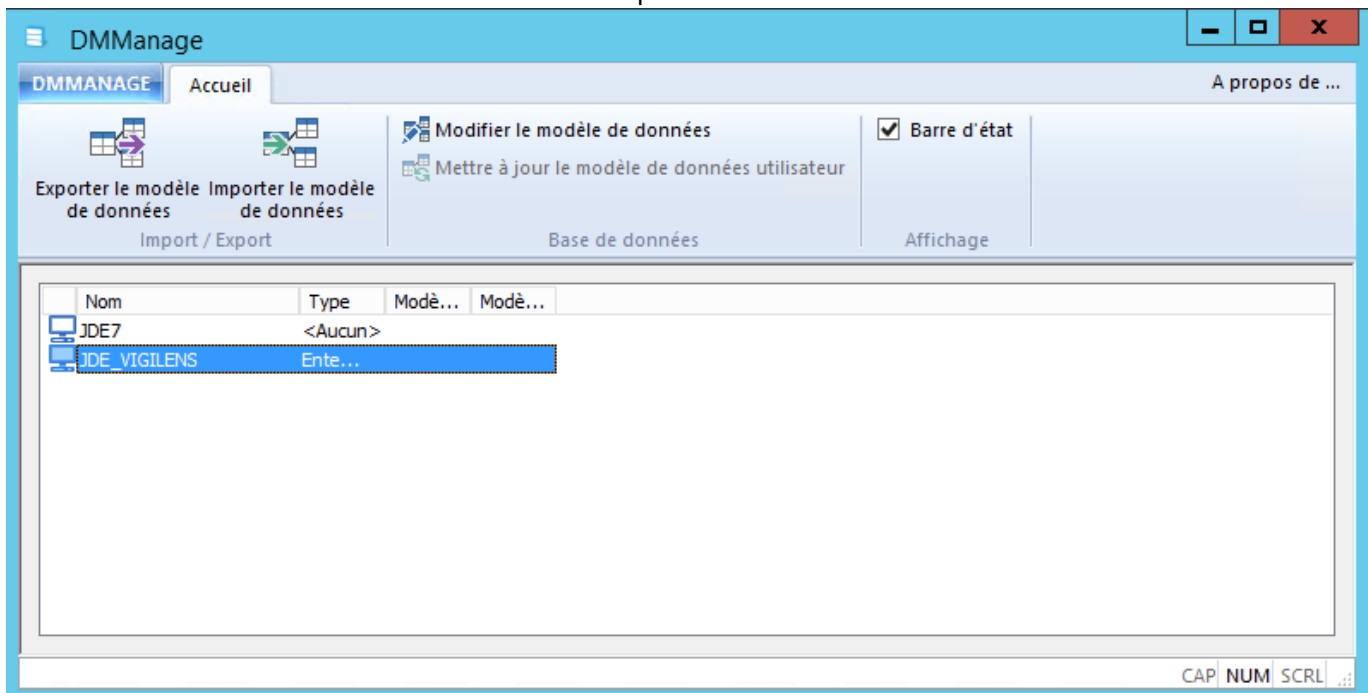 DMManage
DMMANAGE Accueil A propos de ...
Exporter le modèle de données
Importer le modèle de données
Modifier le modèle de données
Mettre à jour le modèle de données utilisateur
Barre d'état
Import / Export Base de données Affichage
Nom Type Modè... Modè...
JDE7 <Aucun>
JDE_VIGILENS Ente...
CAP NUM SCRL